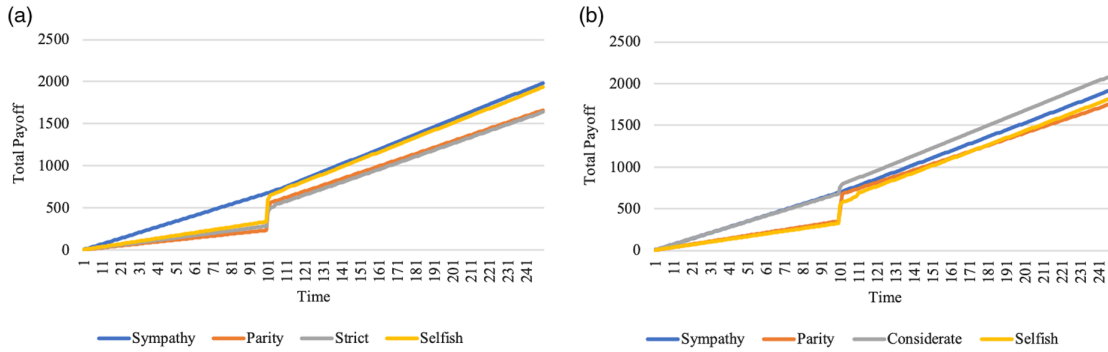 (a)
2500
2000
1500
1000
500
0
Total Payoff
1 11 21 31 41 51 61 71 81 91 101 111 121 131 141 151 161 171 181 191 201 211 221 231 241
Time
Sympathy Parity Strict Selfish
(b)
2500
2000
1500
1000
500
0
Total Payoff
1 11 21 31 41 51 61 71 81 91 101 111 121 131 141 151 161 171 181 191 201 211 221 231 241
Time
Sympathy Parity Considerate Selfish